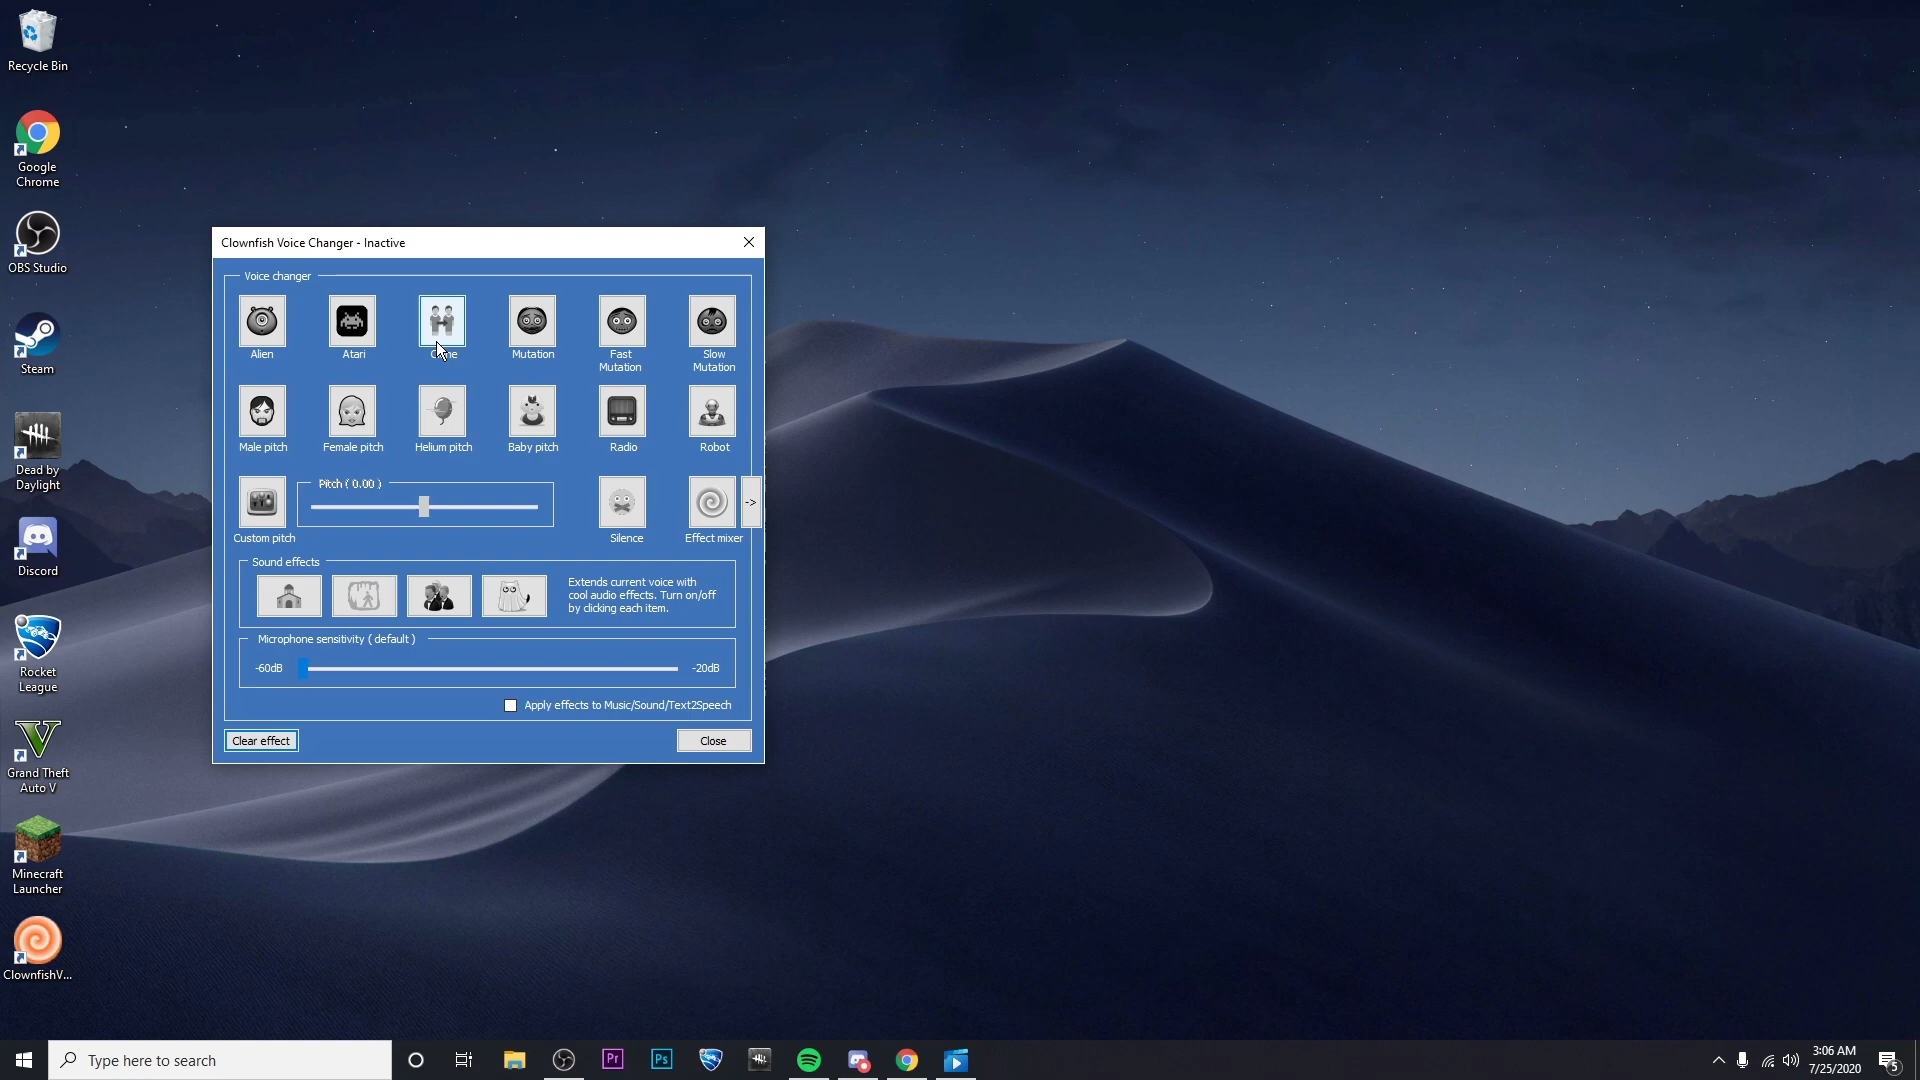 Recycle Bin
Google
Chrome
OBS Studio
Steam
Dead by
Daylight
Discord
Rocket
League
Grand Theft
Auto V
Minecraft
Launcher
ClownfishV...
Clownfish Voice Changer - Inactive
Voice changer
Alien
Atari
Mutation
Fast
Mutation
Slow
Mutation
Male pitch
Female pitch
Helium pitch
Baby pitch
Radio
Robot
Pitch ( 0.00 )
->
Custom pitch
Silence
Effect mixer
Sound effects
Extends current voice with
cool audio effects. Turn on/off
by clicking each item.
Microphone sensitivity ( default )
-60dB
-20dB
Apply effects to Music/Sound/Text2Speech
Clear effect
Close
Type here to search
Pr
Ps
3:06 AM
7/25/2020
5